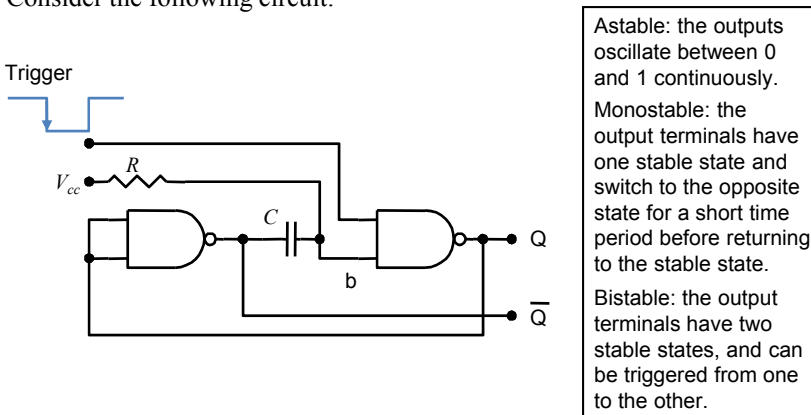 Consider the following circuit:
Trigger
R
Vcc
C
b
Q
Q̅
Astable: the outputs
oscillate between 0
and 1 continuously.
Monostable: the
output terminals have
one stable state and
switch to the opposite
state for a short time
period before returning
to the stable state.
Bistable: the output
terminals have two
stable states, and can
be triggered from one
to the other.